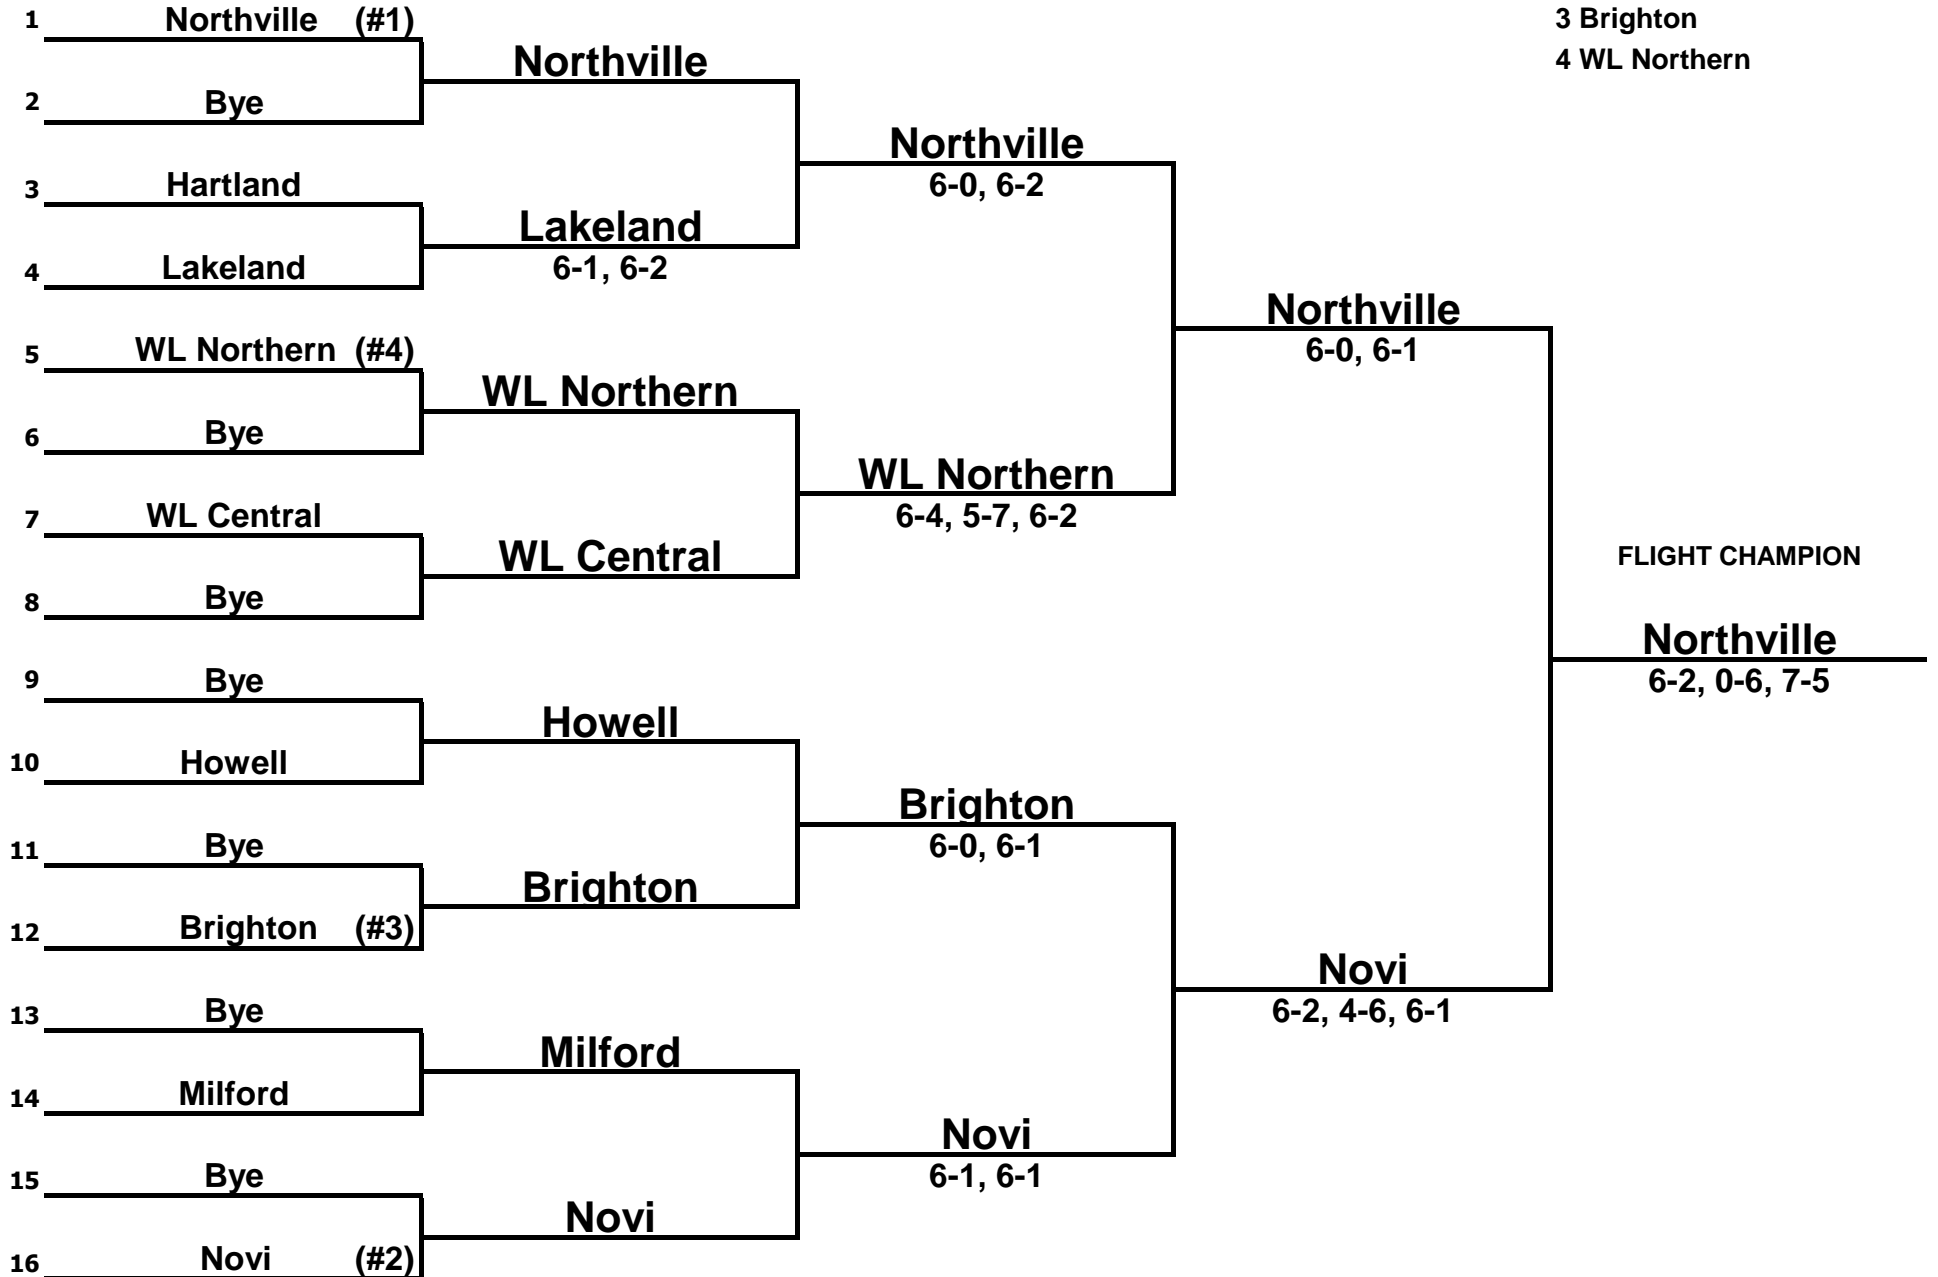 1 Northville (#1)
3 Brighton
Northville
4 WL Northern
2 Bye
Northville
3 Hartland
6-0, 6-2
Lakeland
4 Lakeland
6-1, 6-2
Northville
5 WL Northern (#4)
6-0, 6-1
WL Northern
6 Bye
WL Northern
7 WL Central
6-4, 5-7, 6-2
WL Central
FLIGHT CHAMPION
8 Bye
Northville
9 Bye
6-2, 0-6, 7-5
Howell
10 Howell
Brighton
11 Bye
6-0, 6-1
Brighton
12 Brighton (#3)
Novi
13 Bye
6-2, 4-6, 6-1
Milford
14 Milford
Novi
15 Bye
6-1, 6-1
Novi
16 Novi (#2)